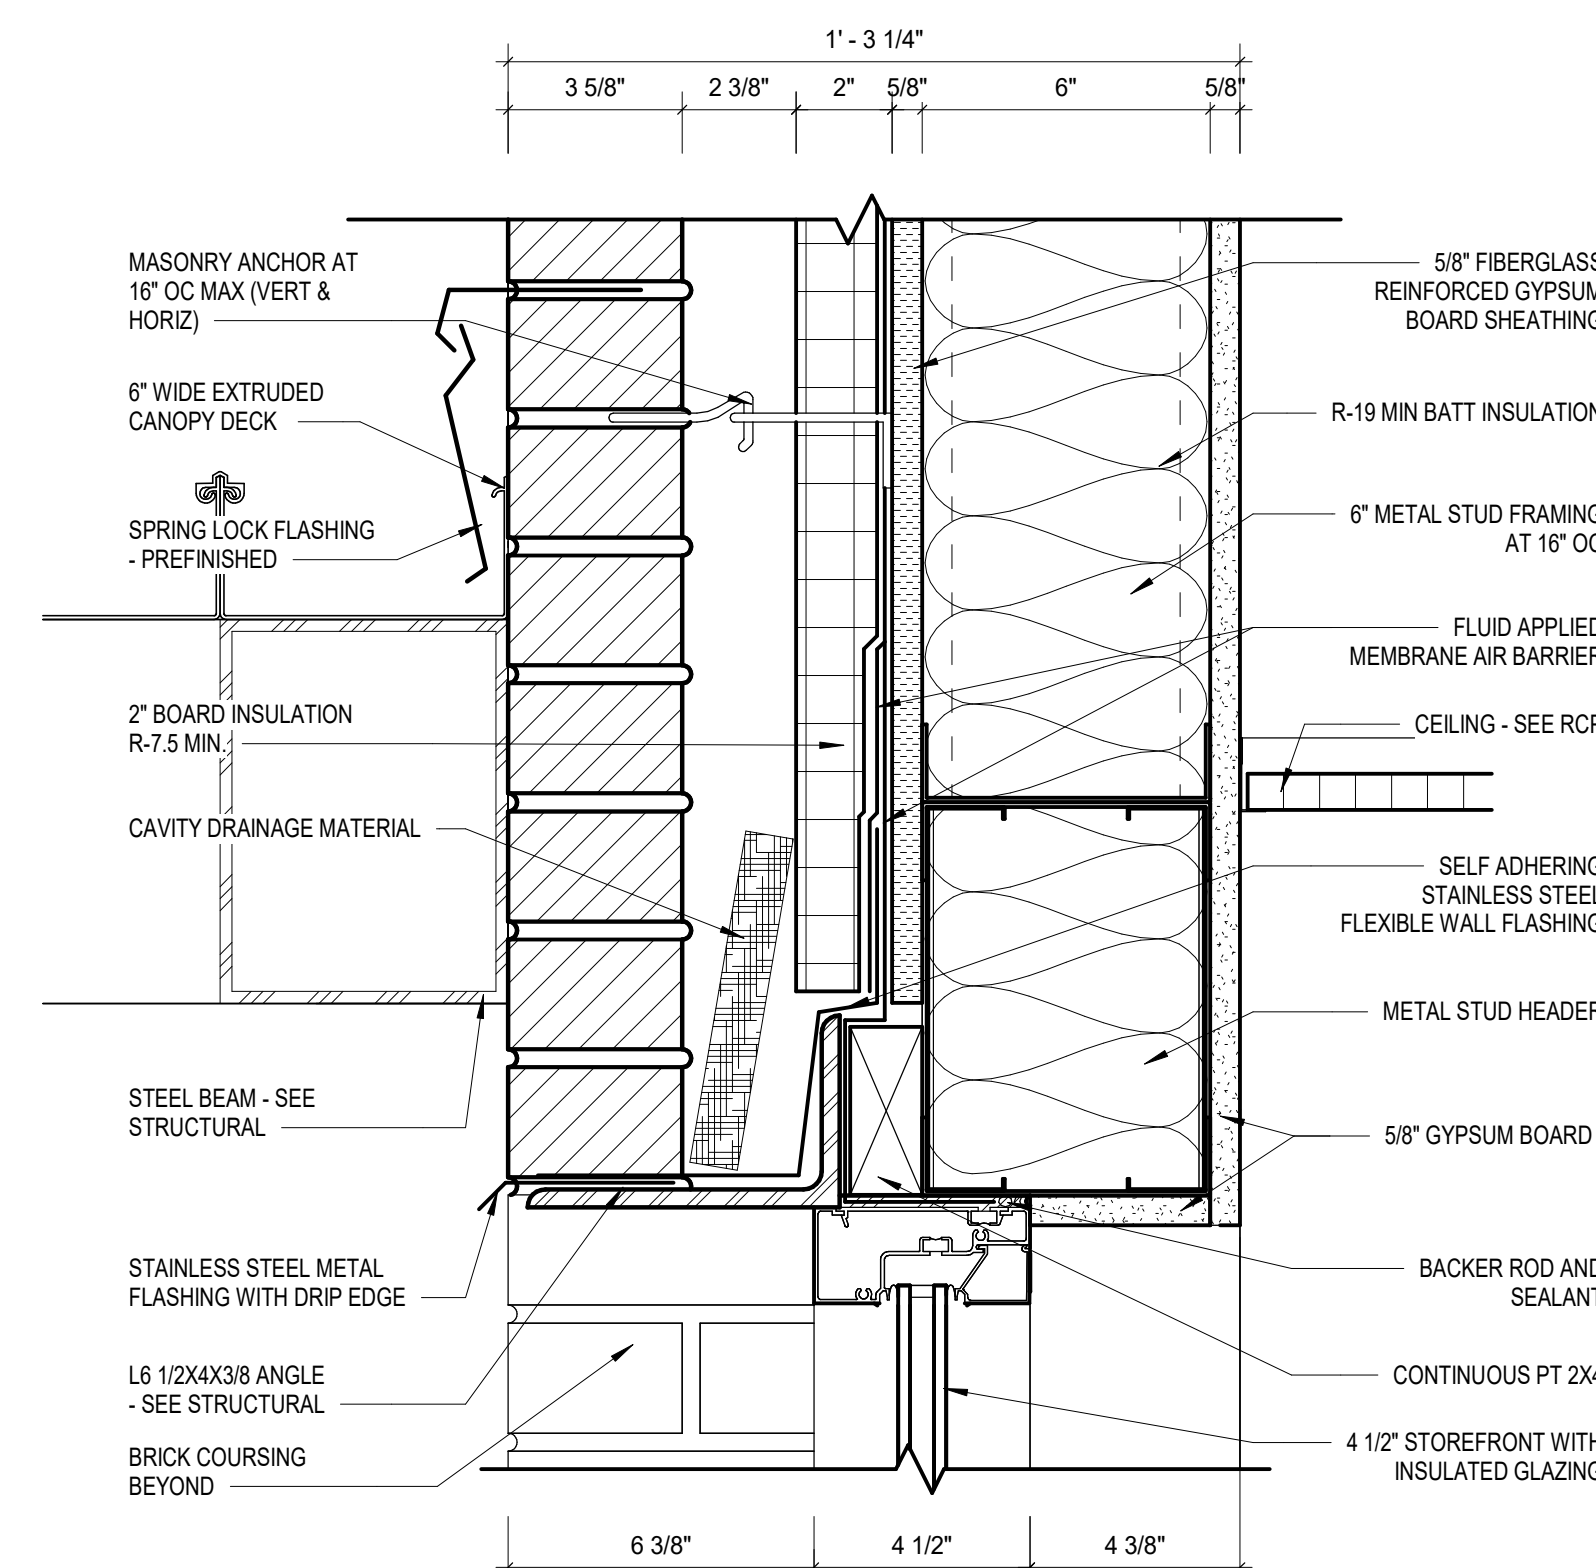 1' - 3 1/4"
3 5/8" 2 3/8" 2" 5/8" 6" 5/8"
MASONRY ANCHOR AT
16" OC MAX (VERT &
HORIZ)
6" WIDE EXTRUDED
CANOPY DECK
SPRING LOCK FLASHING
- PREFINISHED
2" BOARD INSULATION
R-7.5 MIN.
CAVITY DRAINAGE MATERIAL
STEEL BEAM - SEE
STRUCTURAL
STAINLESS STEEL METAL
FLASHING WITH DRIP EDGE
L6 1/2X4X3/8 ANGLE
- SEE STRUCTURAL
BRICK COURSING
BEYOND
5/8" FIBERGLASS
REINFORCED GYPSUM
BOARD SHEATHING
R-19 MIN BATT INSULATION
6" METAL STUD FRAMING
AT 16" OC
FLUID APPLIED
MEMBRANE AIR BARRIER
CEILING - SEE RCP
SELF ADHERING
STAINLESS STEEL
FLEXIBLE WALL FLASHING
METAL STUD HEADER
5/8" GYPSUM BOARD
BACKER ROD AND
SEALANT
CONTINUOUS PT 2X4
4 1/2" STOREFRONT WITH
INSULATED GLAZING
6 3/8" 4 1/2" 4 3/8"